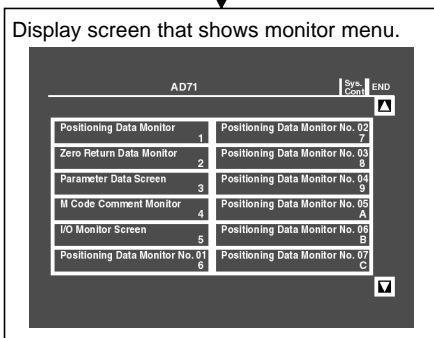 Display screen that shows monitor menu.
AD71
Sys. Cont
END
Positioning Data Monitor
1
Zero Return Data Monitor
2
Parameter Data Screen
3
M Code Comment Monitor
4
I/O Monitor Screen
5
Positioning Data Monitor No. 01
6
Positioning Data Monitor No. 02
7
Positioning Data Monitor No. 03
8
Positioning Data Monitor No. 04
9
Positioning Data Monitor No. 05
A
Positioning Data Monitor No. 06
B
Positioning Data Monitor No. 07
C